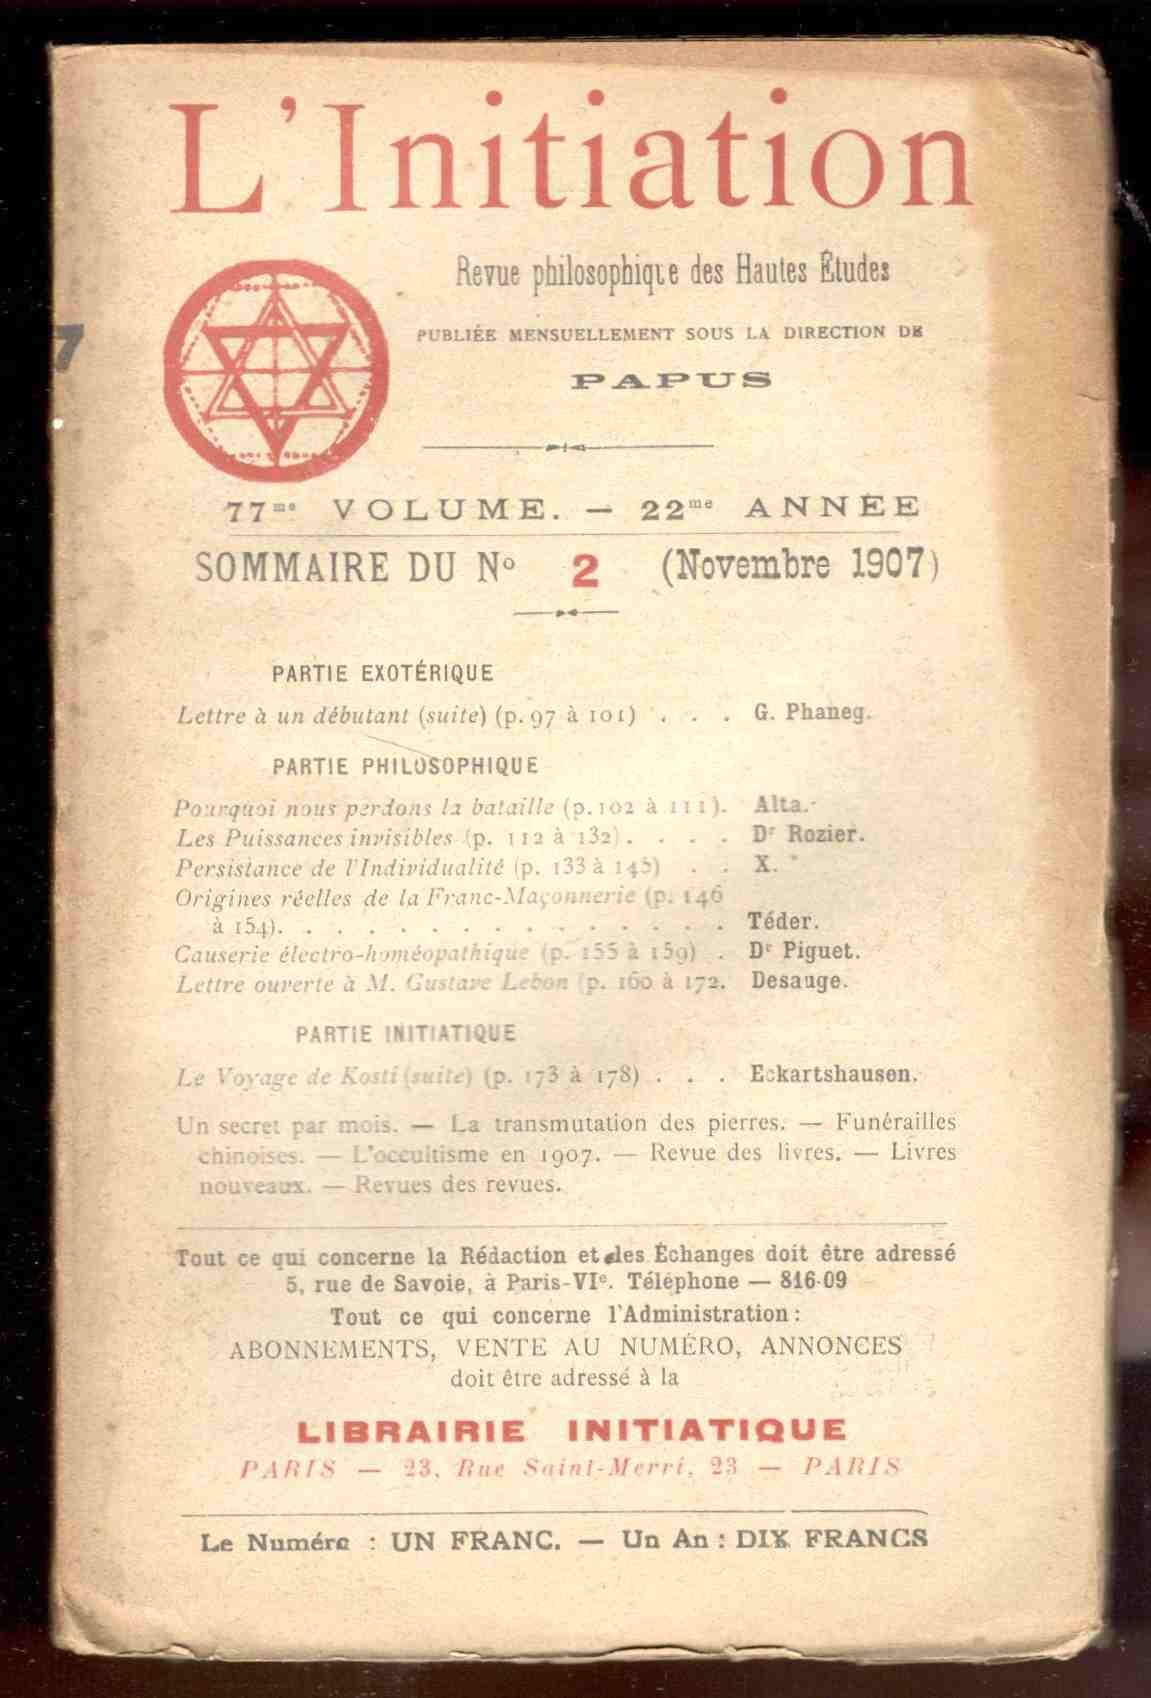 L'Initiation
Revue philosophique des Hautes Études
PUBLIÉE MENSUELLEMENT SOUS LA DIRECTION DE
PAPUS
7
77me VOLUME. — 22me ANNÉE
SOMMAIRE DU No 2 (Novembre 1907)
PARTIE EXOTÉRIQUE
Lettre à un débutant (suite) (p. 97 à 101) . . . G. Phaneg.
PARTIE PHILOSOPHIQUE
Pourquoi nous perdons la bataille (p. 102 à 111). Alta.
Les Puissances invisibles (p. 112 à 132). . . . Dr Rozier.
Persistance de l'Individualité (p. 133 à 145) . . X.
Origines réelles de la Franc-Maçonnerie (p. 146
à 154). . . . . . . . . . . . . . . Téder.
Causerie électro-homéopathique (p. 155 à 159) . Dr Piguet.
Lettre ouverte à M. Gustave Lebon (p. 160 à 172. Desauge.
PARTIE INITIATIQUE
Le Voyage de Kosti (suite) (p. 173 à 178) . . . Eckartshausen.
Un secret par mois. — La transmutation des pierres. — Funérailles
chinoises. — L'occultisme en 1907. — Revue des livres. — Livres
nouveaux. — Revues des revues.
Tout ce qui concerne la Rédaction et les Échanges doit être adressé
5, rue de Savoie, à Paris-VIe. Téléphone — 816-09
Tout ce qui concerne l'Administration :
ABONNEMENTS, VENTE AU NUMÉRO, ANNONCES
doit être adressé à la
LIBRAIRIE INITIATIQUE
PARIS — 23, Rue Saint-Merri, 23 — PARIS
Le Numéro : UN FRANC. — Un An : DIX FRANCS